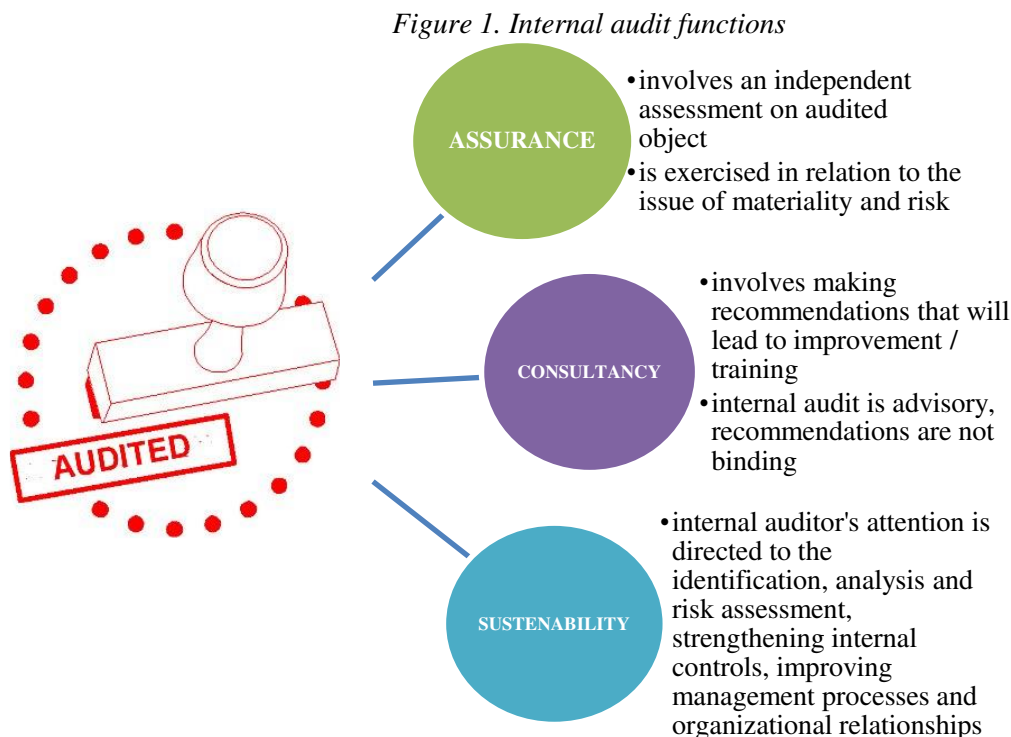 Figure 1. Internal audit functions
ASSURANCE
•involves an independent
assessment on audited
object
•is exercised in relation to the
issue of materiality and risk
CONSULTANCY
•involves making
recommendations that will
lead to improvement /
training
•internal audit is advisory,
recommendations are not
binding
AUDITED
SUSTENABILITY
•internal auditor's attention is
directed to the
identification, analysis and
risk assessment,
strengthening internal
controls, improving
management processes and
organizational relationships